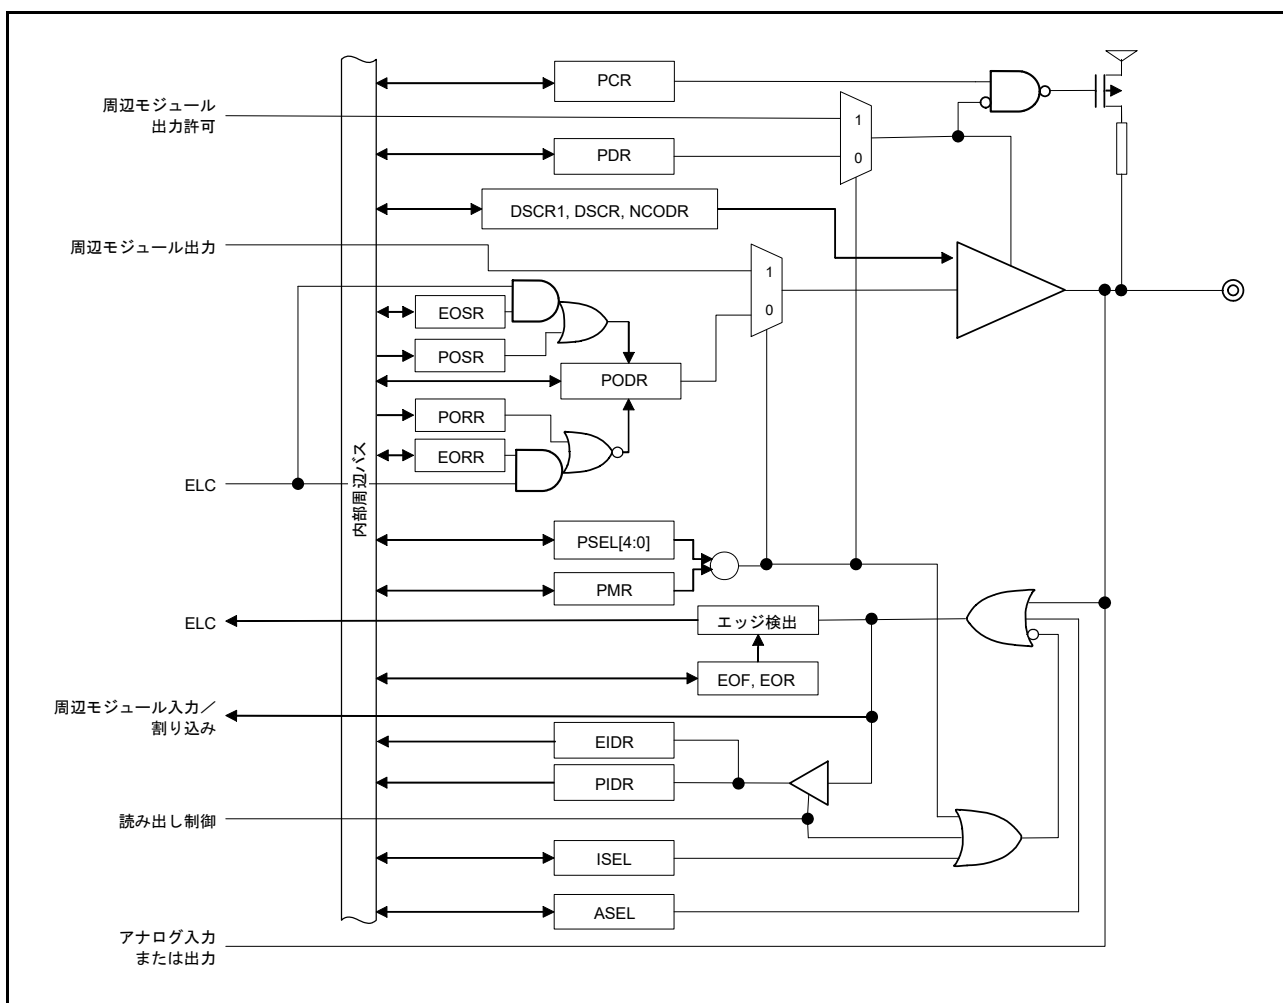 PCR
周辺モジュール
出力許可
1
PDR
0
DSCR1, DSCR, NCODR
周辺モジュール出力
1
EOSR
0
POSR
PODR
PORR
EORR
ELC
内部周辺バス
PSEL[4:0]
PMR
ELC
エッジ検出
EOF, EOR
周辺モジュール入力／
割り込み
EIDR
PIDR
読み出し制御
ISEL
ASEL
アナログ入力
または出力